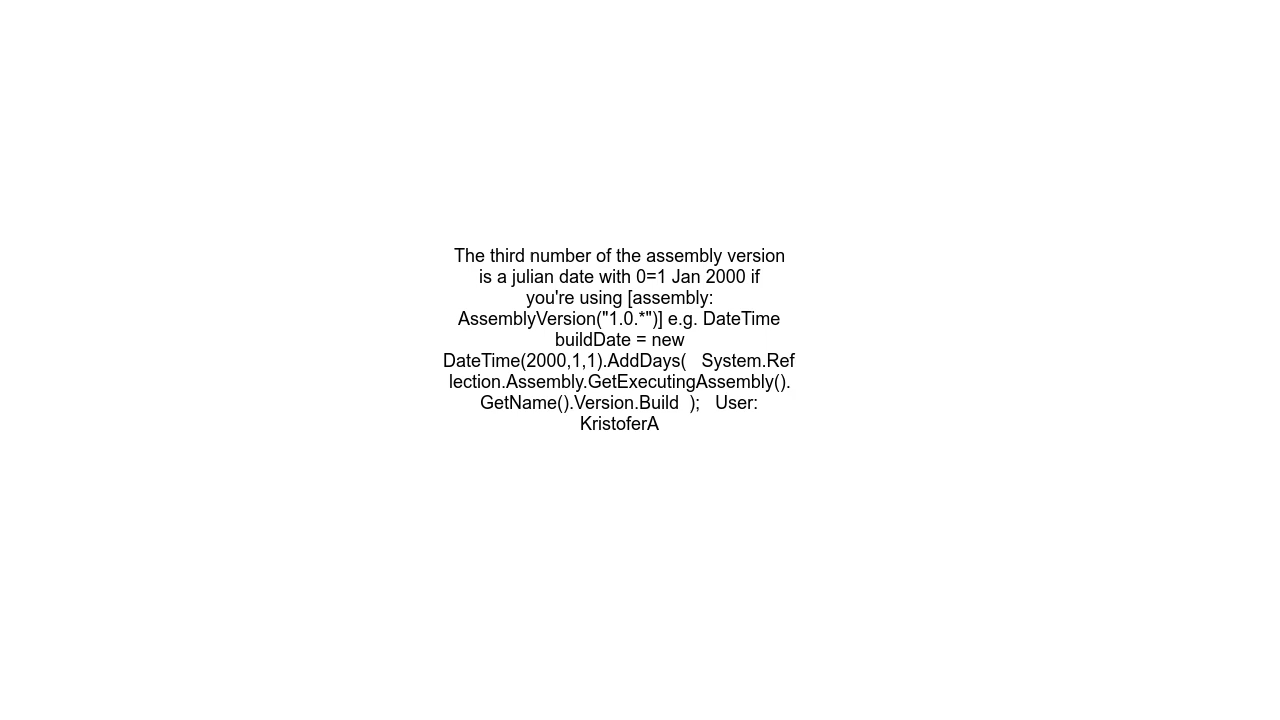 The third number of the assembly version
is a julian date with 0=1 Jan 2000 if
you're using [assembly:
AssemblyVersion("1.0.*")] e.g. DateTime
buildDate = new
DateTime(2000,1,1).AddDays(   System.Ref
lection.Assembly.GetExecutingAssembly().
GetName().Version.Build  );   User:
KristoferA